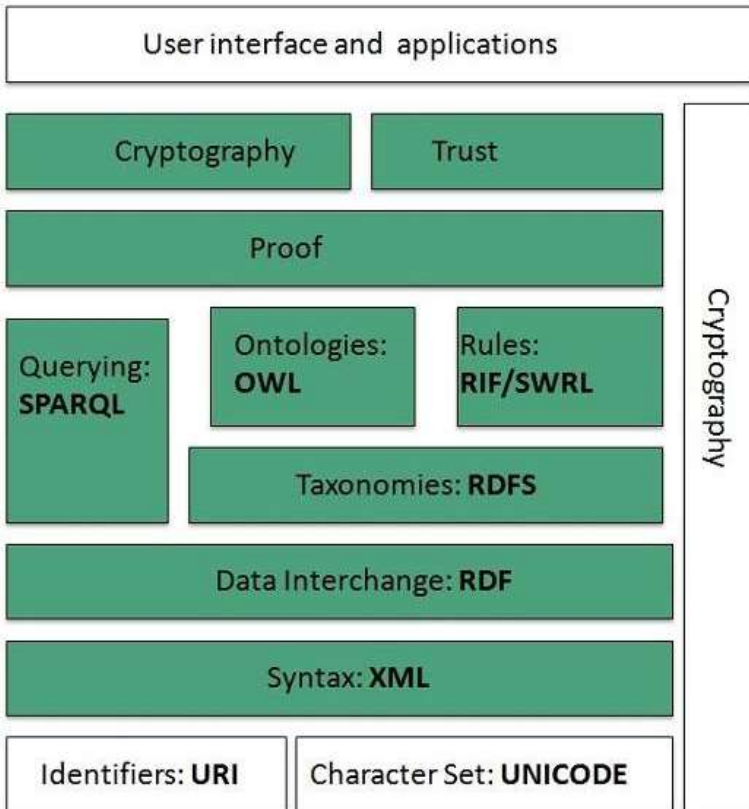 User interface and applications
Cryptography
Trust
Proof
Querying:
SPARQL
Ontologies:
OWL
Rules:
RIF/SWRL
Taxonomies: RDFS
Data Interchange: RDF
Syntax: XML
Identifiers: URI
Character Set: UNICODE
Cryptography